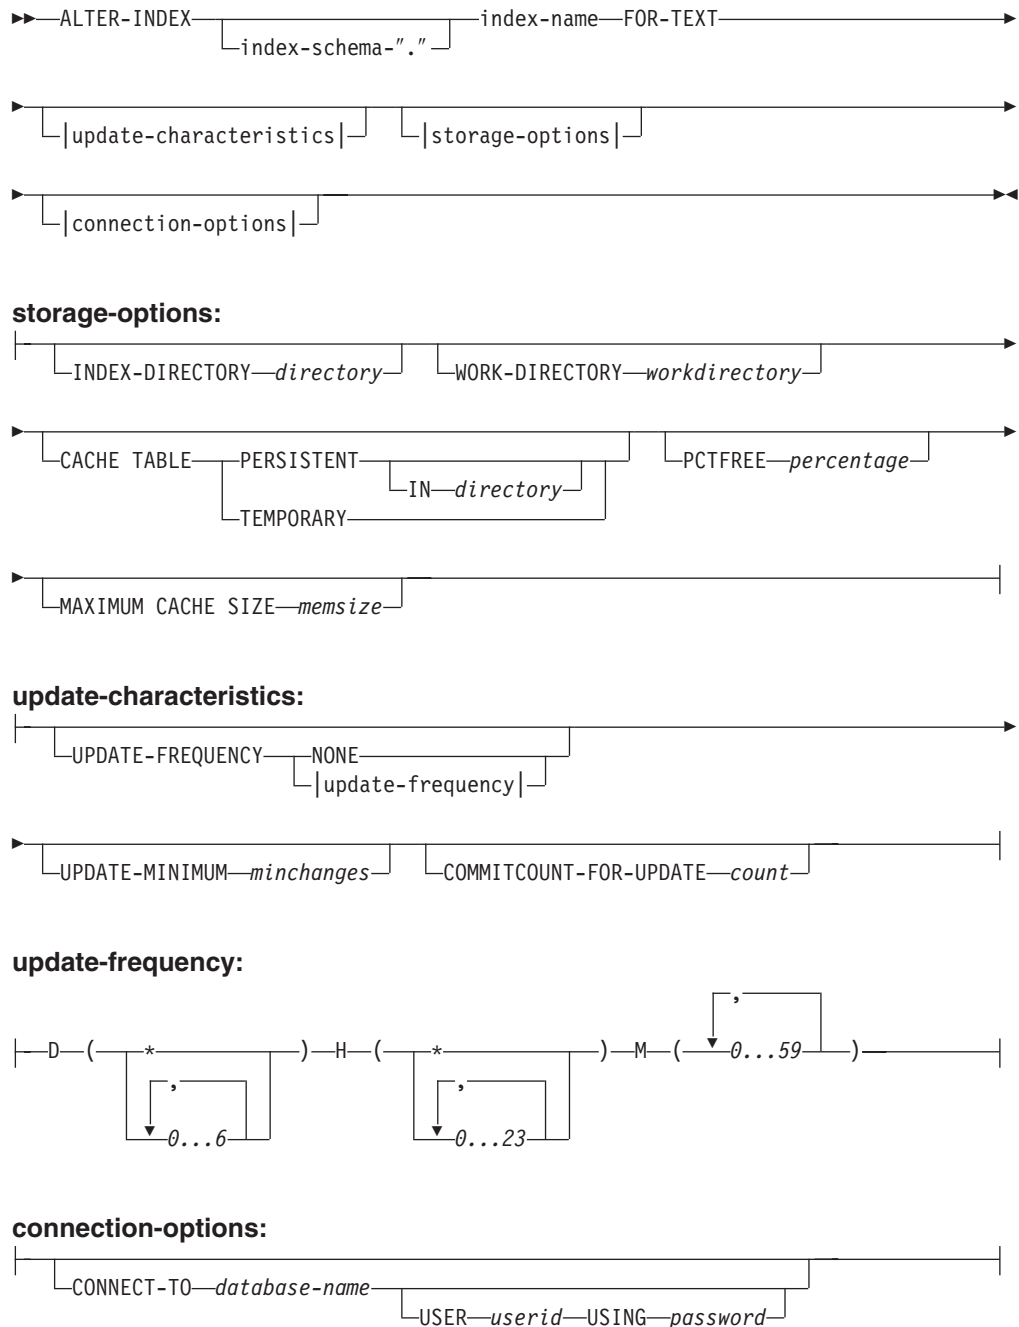 ALTER-INDEX index-name FOR-TEXT
index-schema-"."
|update-characteristics| |storage-options|
|connection-options|
storage-options:
INDEX-DIRECTORY directory WORK-DIRECTORY workdirectory
CACHE TABLE PERSISTENT PCTFREE percentage
IN directory
TEMPORARY
MAXIMUM CACHE SIZE memsize
update-characteristics:
UPDATE-FREQUENCY NONE
|update-frequency|
UPDATE-MINIMUM minchanges COMMITCOUNT-FOR-UPDATE count
update-frequency:
,
D ( * ) H ( * ) M ( 0...59 )
, ,
0...6 0...23
connection-options:
CONNECT-TO database-name
USER userid USING password